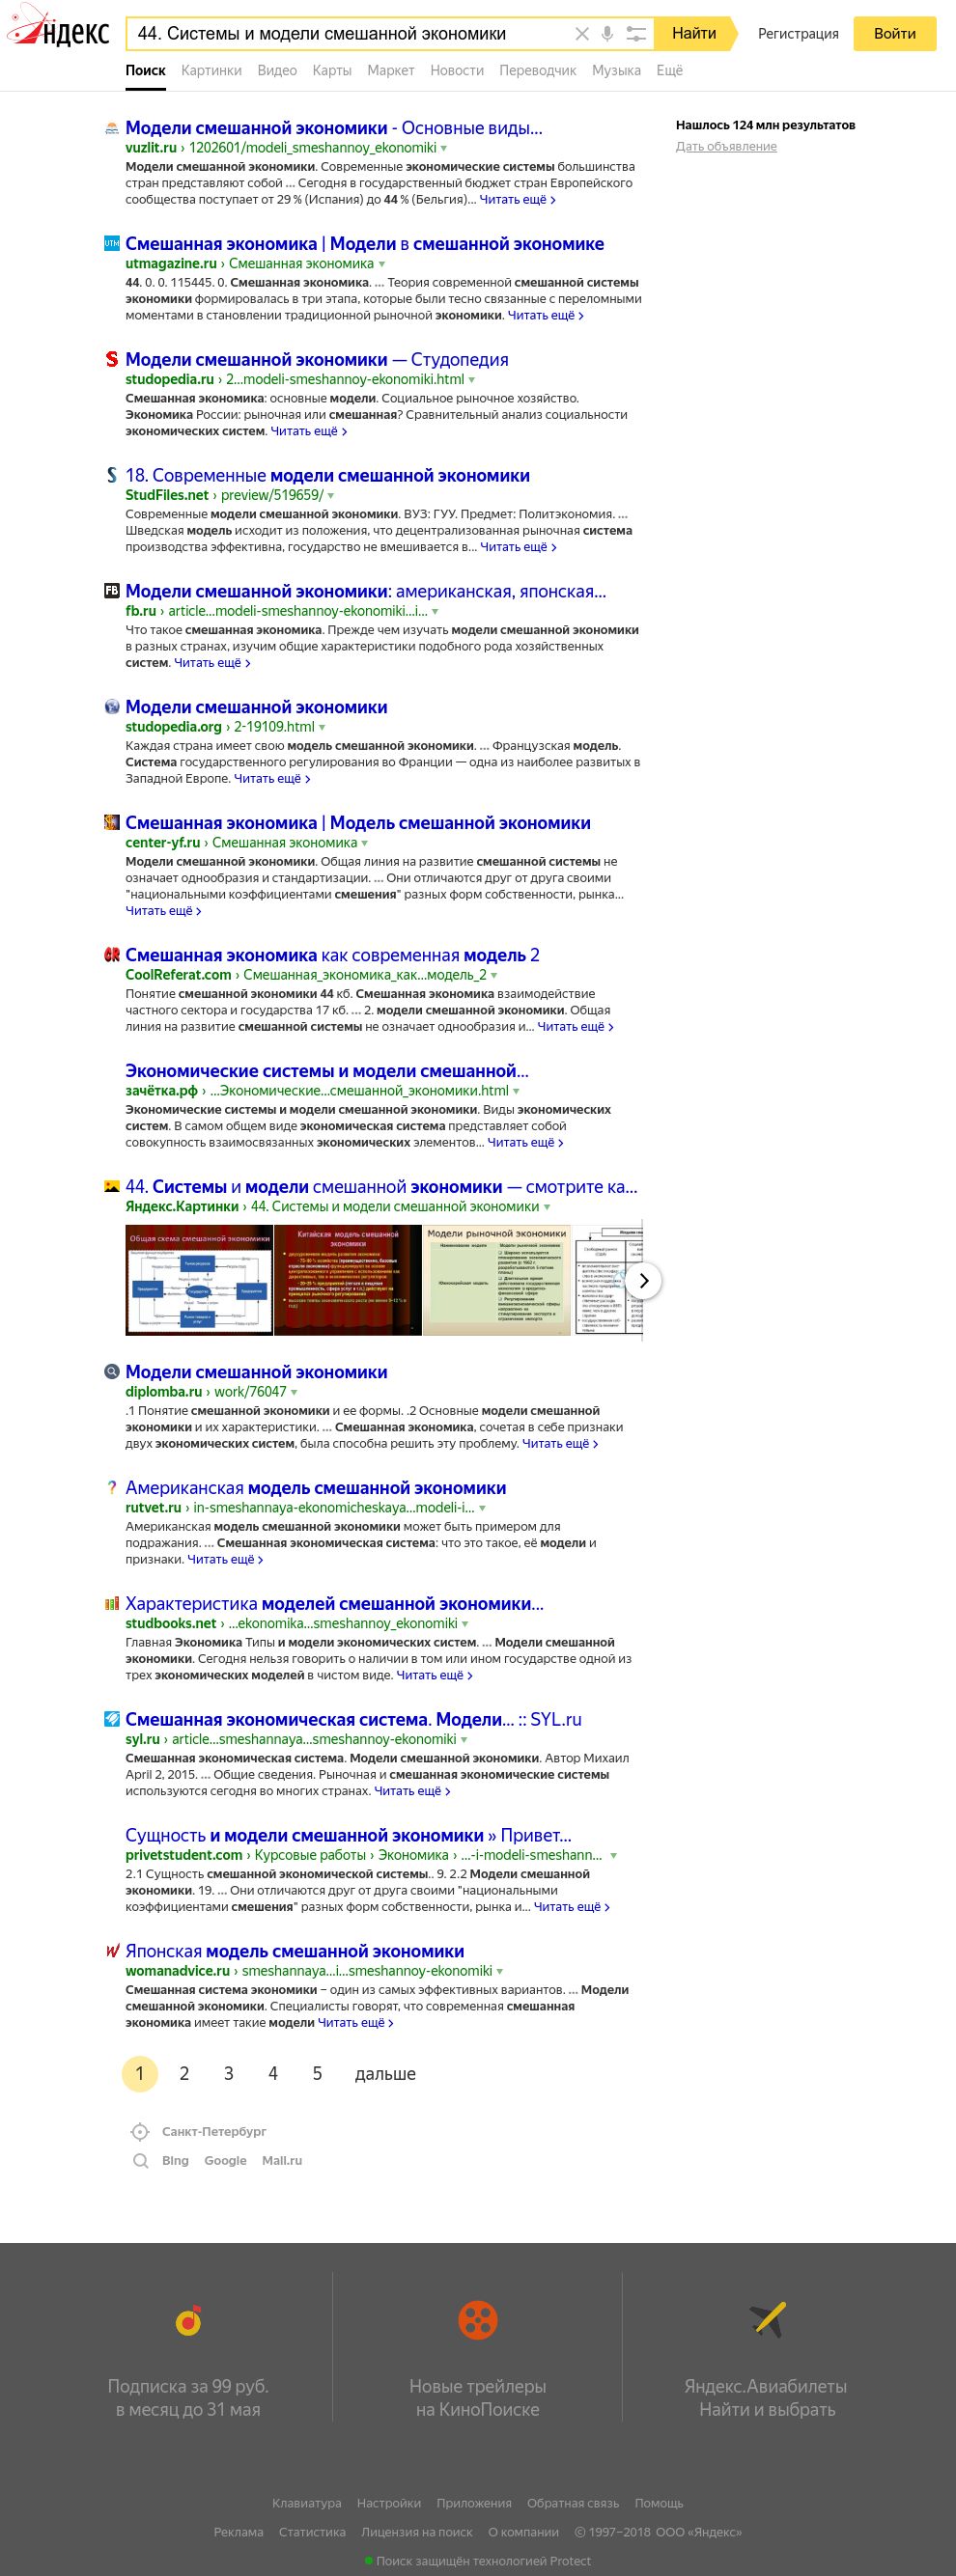 Яндекс
44. Системы и модели смешанной экономики
Найти
Регистрация
Войти
Поиск Картинки Видео Карты Маркет Новости Переводчик Музыка Ещё
Нашлось 124 млн результатов
Дать объявление
Модели смешанной экономики - Основные виды...
vuzlit.ru › 1202601/modeli_smeshannoy_ekonomiki
Модели смешанной экономики. Современные экономические системы большинства
стран представляют собой ... Сегодня в государственный бюджет стран Европейского
сообщества поступает от 29 % (Испания) до 44 % (Бельгия)... Читать ещё ›
UTM
Смешанная экономика | Модели в смешанной экономике
utmagazine.ru › Смешанная экономика
44. 0. 0. 115445. 0. Смешанная экономика. ... Теория современной смешанной системы
экономики формировалась в три этапа, которые были тесно связанные с переломными
моментами в становлении традиционной рыночной экономики. Читать ещё ›
Модели смешанной экономики — Студопедия
studopedia.ru › 2...modeli-smeshannoy-ekonomiki.html
Смешанная экономика: основные модели. Социальное рыночное хозяйство.
Экономика России: рыночная или смешанная? Сравнительный анализ социальности
экономических систем. Читать ещё ›
18. Современные модели смешанной экономики
StudFiles.net › preview/519659/
Современные модели смешанной экономики. ВУЗ: ГУУ. Предмет: Политэкономия. ...
Шведская модель исходит из положения, что децентрализованная рыночная система
производства эффективна, государство не вмешивается в... Читать ещё ›
FB
Модели смешанной экономики: американская, японская...
fb.ru › article...modeli-smeshannoy-ekonomiki...i...
Что такое смешанная экономика. Прежде чем изучать модели смешанной экономики
в разных странах, изучим общие характеристики подобного рода хозяйственных
систем. Читать ещё ›
Модели смешанной экономики
studopedia.org › 2-19109.html
Каждая страна имеет свою модель смешанной экономики. ... Французская модель.
Система государственного регулирования во Франции — одна из наиболее развитых в
Западной Европе. Читать ещё ›
Смешанная экономика | Модель смешанной экономики
center-yf.ru › Смешанная экономика
Модели смешанной экономики. Общая линия на развитие смешанной системы не
означает однообразия и стандартизации. ... Они отличаются друг от друга своими
"национальными коэффициентами смешения" разных форм собственности, рынка...
Читать ещё ›
Смешанная экономика как современная модель 2
CoolReferat.com › Смешанная_экономика_как...модель_2
Понятие смешанной экономики 44 кб. Смешанная экономика взаимодействие
частного сектора и государства 17 кб. ... 2. модели смешанной экономики. Общая
линия на развитие смешанной системы не означает однообразия и... Читать ещё ›
Экономические системы и модели смешанной...
зачётка.рф › ...Экономические...смешанной_экономики.html
Экономические системы и модели смешанной экономики. Виды экономических
систем. В самом общем виде экономическая система представляет собой
совокупность взаимосвязанных экономических элементов... Читать ещё ›
44. Системы и модели смешанной экономики — смотрите ка...
Яндекс.Картинки › 44. Системы и модели смешанной экономики
Общая схема смешанной экономики
Китайская модель смешанной
экономики
Модели рыночной экономики
Модели смешанной экономики
diplomba.ru › work/76047
.1 Понятие смешанной экономики и ее формы. .2 Основные модели смешанной
экономики и их характеристики. ... Смешанная экономика, сочетая в себе признаки
двух экономических систем, была способна решить эту проблему. Читать ещё ›
Американская модель смешанной экономики
rutvet.ru › in-smeshannaya-ekonomicheskaya...modeli-i...
Американская модель смешанной экономики может быть примером для
подражания. ... Смешанная экономическая система: что это такое, её модели и
признаки. Читать ещё ›
Характеристика моделей смешанной экономики...
studbooks.net › ...ekonomika...smeshannoy_ekonomiki
Главная Экономика Типы и модели экономических систем. ... Модели смешанной
экономики. Сегодня нельзя говорить о наличии в том или ином государстве одной из
трех экономических моделей в чистом виде. Читать ещё ›
Смешанная экономическая система. Модели... :: SYL.ru
syl.ru › article...smeshannaya...smeshannoy-ekonomiki
Смешанная экономическая система. Модели смешанной экономики. Автор Михаил
April 2, 2015. ... Общие сведения. Рыночная и смешанная экономические системы
используются сегодня во многих странах. Читать ещё ›
Сущность и модели смешанной экономики » Привет...
privetstudent.com › Курсовые работы › Экономика › ...-i-modeli-smeshann...
2.1 Сущность смешанной экономической системы.. 9. 2.2 Модели смешанной
экономики. 19. ... Они отличаются друг от друга своими "национальными
коэффициентами смешения" разных форм собственности, рынка и... Читать ещё ›
Японская модель смешанной экономики
womanadvice.ru › smeshannaya...i...smeshannoy-ekonomiki
Смешанная система экономики – один из самых эффективных вариантов. ... Модели
смешанной экономики. Специалисты говорят, что современная смешанная
экономика имеет такие модели Читать ещё ›
1 2 3 4 5 дальше
Санкт-Петербург
Bing Google Mail.ru
Подписка за 99 руб.
в месяц до 31 мая
Новые трейлеры
на КиноПоиске
Яндекс.Авиабилеты
Найти и выбрать
Клавиатура Настройки Приложения Обратная связь Помощь
Реклама Статистика Лицензия на поиск О компании © 1997–2018 ООО «Яндекс»
Поиск защищён технологией Protect